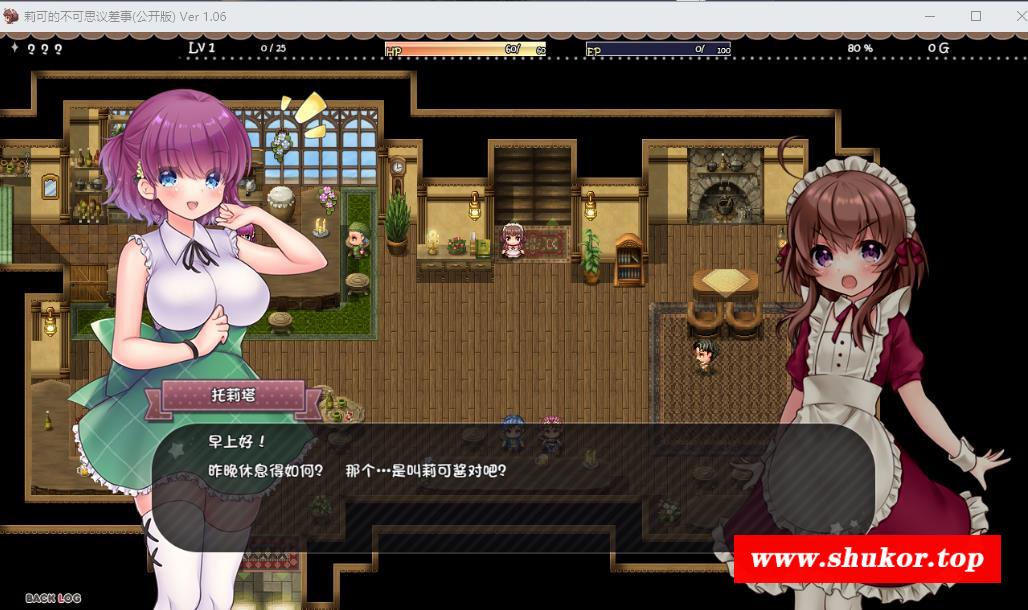 莉可的不可思议差事(公开版) Ver 1.06
???
LV 1
0/25
HP 60/ 60
EP 0/ 100
80 %
0 G
托莉塔
早上好！
昨晚休息得如何？ 那个…是叫莉可酱对吧？
www.shukor.top
BACK LOG